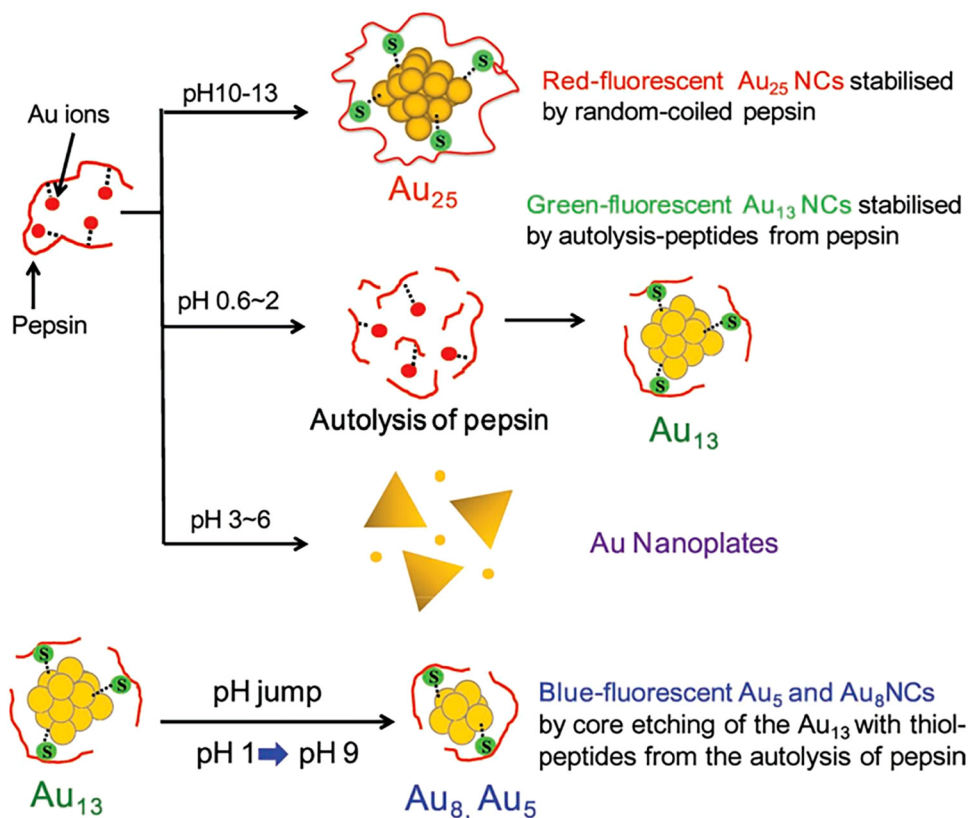 pH10-13
Au ions
S
S
S
S
Au25
Red-fluorescent Au25 NCs stabilised
by random-coiled pepsin
Green-fluorescent Au13 NCs stabilised
by autolysis-peptides from pepsin
Pepsin
pH 0.6~2
Autolysis of pepsin
S
S
S
Au13
pH 3~6
Au Nanoplates
S
S
S
Au13
pH jump
pH 1 pH 9
S
S
Au8, Au5
Blue-fluorescent Au5 and Au8NCs
by core etching of the Au13 with thiol-
peptides from the autolysis of pepsin